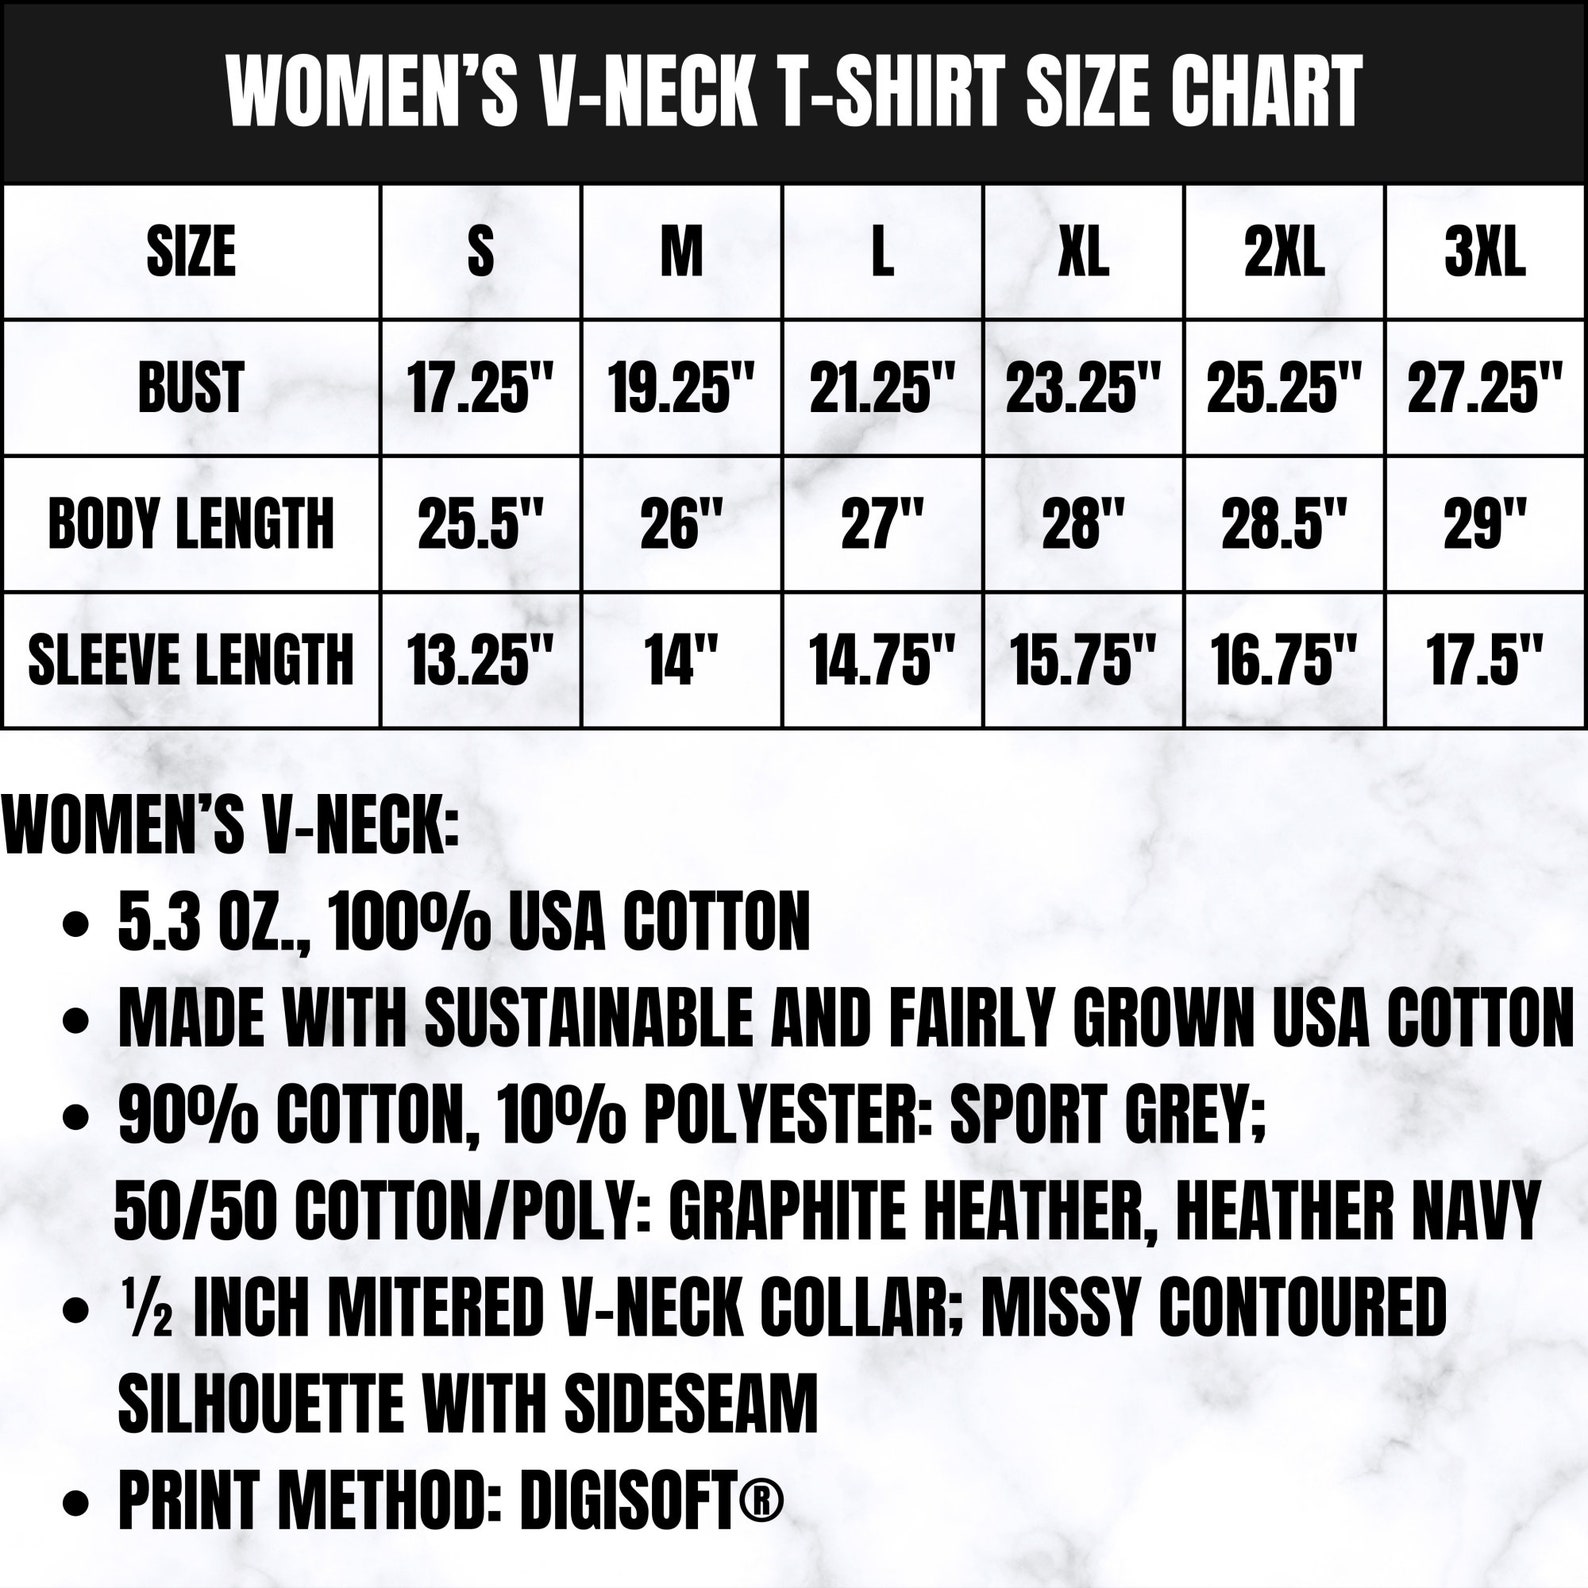 WOMEN’S V-NECK T-SHIRT SIZE CHART
SIZE S M L XL 2XL 3XL
BUST 17.25" 19.25" 21.25" 23.25" 25.25" 27.25"
BODY LENGTH 25.5" 26" 27" 28" 28.5" 29"
SLEEVE LENGTH 13.25" 14" 14.75" 15.75" 16.75" 17.5"
WOMEN’S V-NECK:
• 5.3 OZ., 100% USA COTTON
• MADE WITH SUSTAINABLE AND FAIRLY GROWN USA COTTON
• 90% COTTON, 10% POLYESTER: SPORT GREY;
50/50 COTTON/POLY: GRAPHITE HEATHER, HEATHER NAVY
• ½ INCH MITERED V-NECK COLLAR; MISSY CONTOURED
SILHOUETTE WITH SIDESEAM
• PRINT METHOD: DIGISOFT®